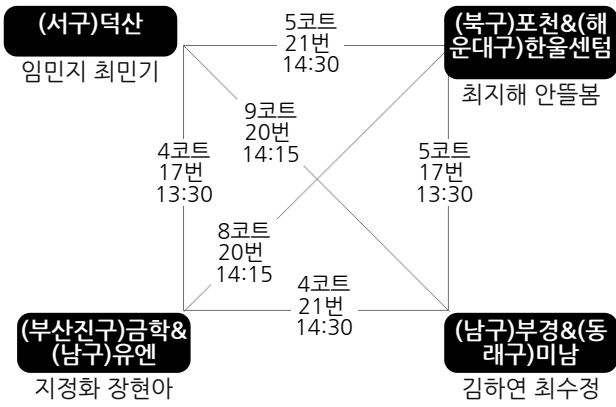 (서구)덕산
임민지 최민기
5코트
21번
14:30
(북구)포천&(해
운대구)한울센텀
최지해 안뜰봄
9코트
20번
14:15
4코트
17번
13:30
5코트
17번
13:30
8코트
20번
14:15
4코트
21번
14:30
(부산진구)금학&
(남구)유엔
지정화 장현아
(남구)부경&(동
래구)미남
김하연 최수정